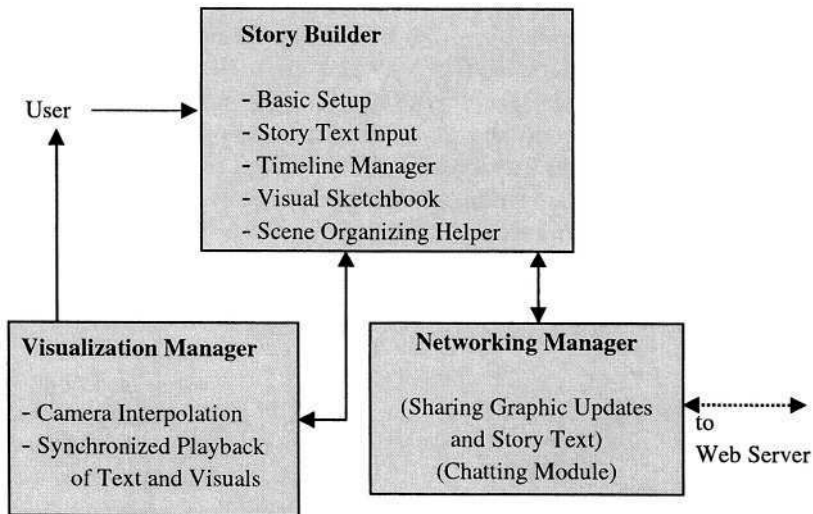 Story Builder
User
- Basic Setup
- Story Text Input
- Timeline Manager
- Visual Sketchbook
- Scene Organizing Helper
Visualization Manager
- Camera Interpolation
- Synchronized Playback
of Text and Visuals
Networking Manager
(Sharing Graphic Updates
and Story Text)
(Chatting Module)
to
Web Server